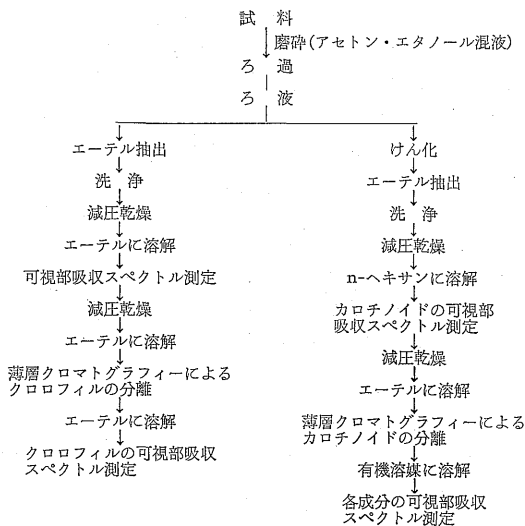 試料
磨砕(アセトン・エタノール混液)
ろ過
ろ液
エーテル抽出
洗浄
減圧乾燥
エーテルに溶解
可視部吸収スペクトル測定
減圧乾燥
エーテルに溶解
薄層クロマトグラフィーによる
クロロフィルの分離
エーテルに溶解
クロロフィルの可視部吸収
スペクトル測定
けん化
エーテル抽出
洗浄
減圧乾燥
n-ヘキサンに溶解
カロチノイドの可視部
吸収スペクトル測定
減圧乾燥
エーテルに溶解
薄層クロマトグラフィーによる
カロチノイドの分離
有機溶媒に溶解
各成分の可視部吸収
スペクトル測定